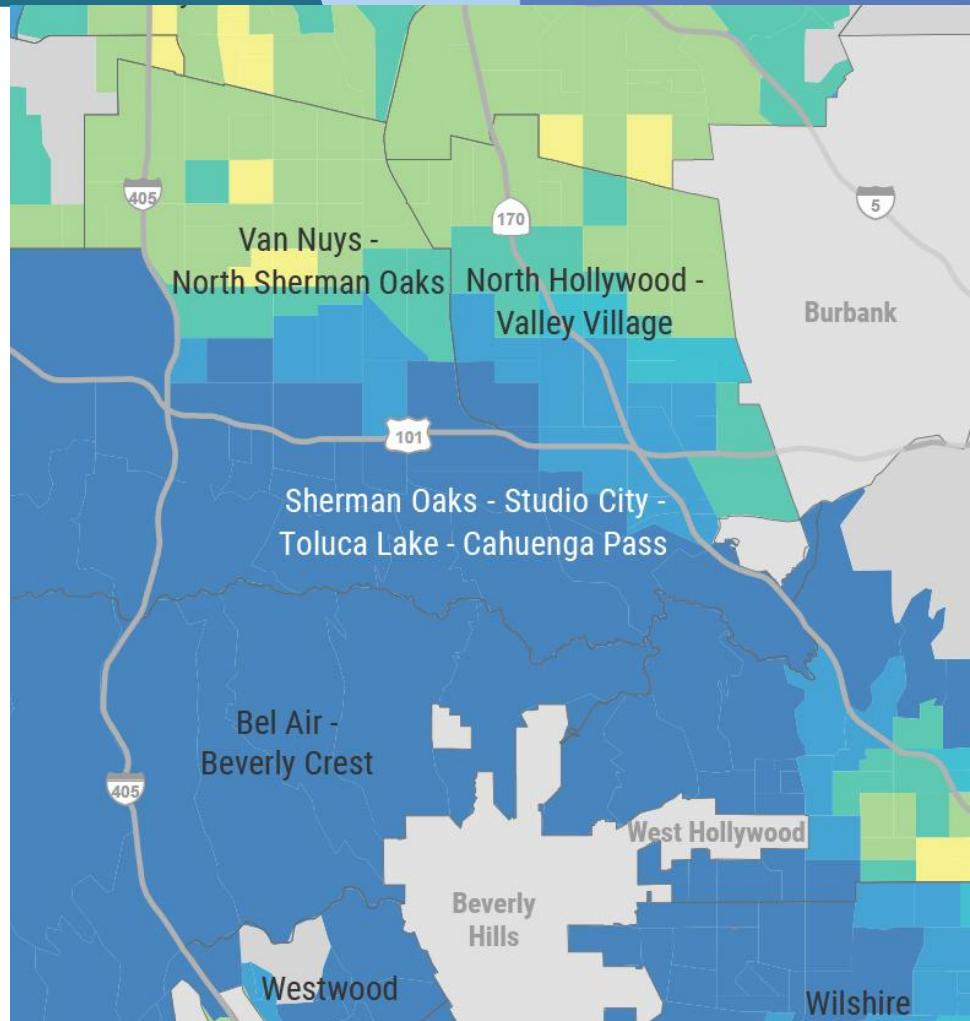 405
170
5
Van Nuys -
North Sherman Oaks
North Hollywood -
Valley Village
Burbank
101
Sherman Oaks - Studio City -
Toluca Lake - Cahuenga Pass
Bel Air -
Beverly Crest
405
West Hollywood
Beverly
Hills
Westwood
Wilshire